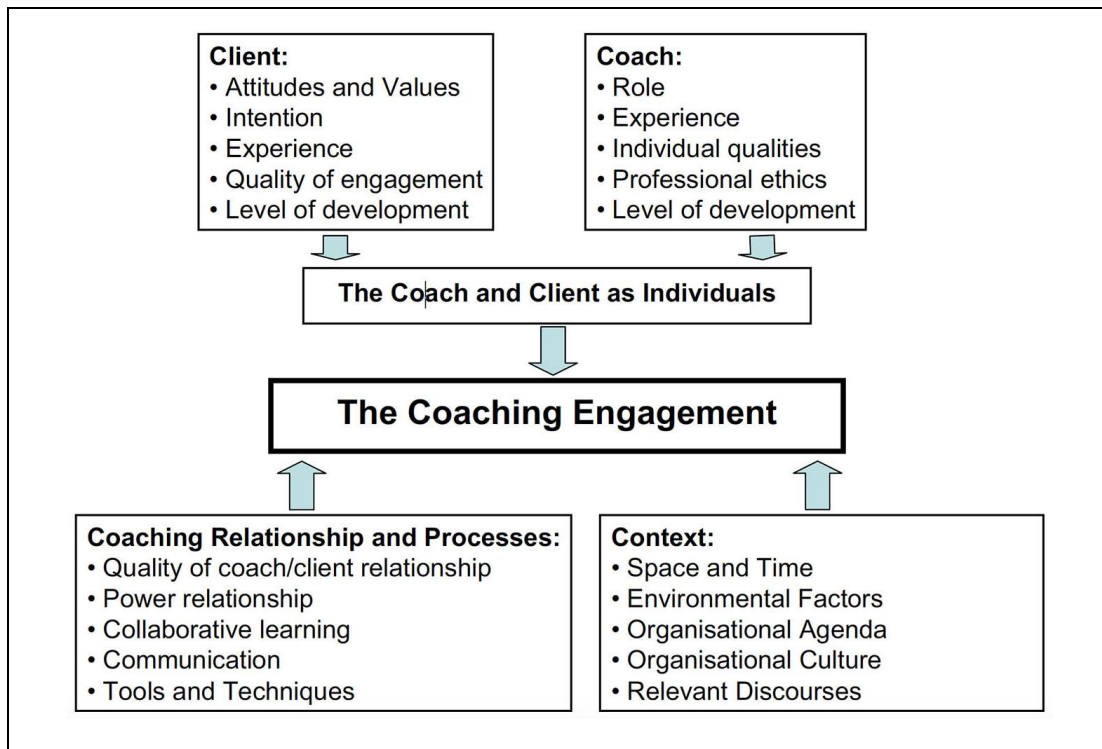 Client:
• Attitudes and Values
• Intention
• Experience
• Quality of engagement
• Level of development
Coach:
• Role
• Experience
• Individual qualities
• Professional ethics
• Level of development
The Coach and Client as Individuals
The Coaching Engagement
Coaching Relationship and Processes:
• Quality of coach/client relationship
• Power relationship
• Collaborative learning
• Communication
• Tools and Techniques
Context:
• Space and Time
• Environmental Factors
• Organisational Agenda
• Organisational Culture
• Relevant Discourses